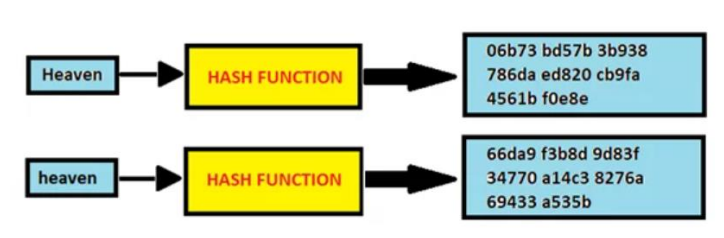 Heaven
HASH FUNCTION
06b73 bd57b 3b938
786da ed820 cb9fa
4561b f0e8e
heaven
HASH FUNCTION
66da9 f3b8d 9d83f
34770 a14c3 8276a
69433 a535b